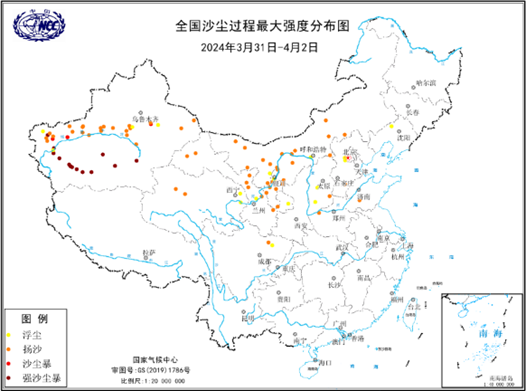 中国
NCC
全国沙尘过程最大强度分布图
2024年3月31日-4月2日
哈尔滨
长春
乌鲁木齐
沈阳
呼和浩特
北京
天津
银川
太原
石家庄
西宁
济南
兰州
郑州
西安
南京
合肥
上海
拉萨
成都
武汉
杭州
重庆
南昌
长沙
贵阳
福州
台北
昆明
广州
南宁
香港
澳门
海口
图 例
浮尘
扬沙
沙尘暴
强沙尘暴
国家气候中心
审图号:GS(2019)1786号
比例尺:1:20 000 000
南 海
南海诸岛